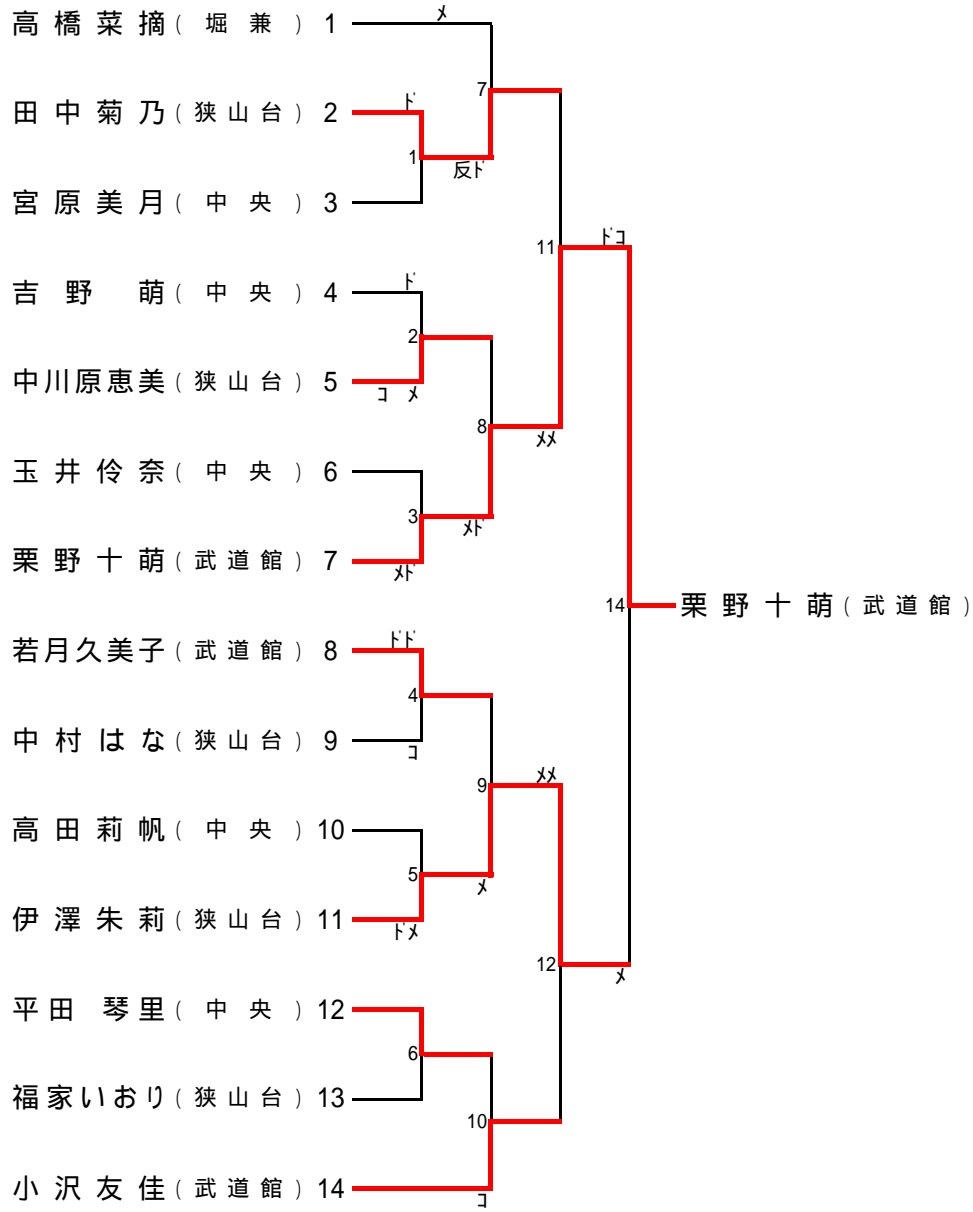 高橋菜摘(堀兼) 1
ﾒ
7
田中菊乃(狭山台) 2
ﾄﾞ
1
反ﾄﾞ
宮原美月(中央) 3
11
ﾄﾞｺ
吉野 萌(中央) 4
ﾄﾞ
2
中川原恵美(狭山台) 5
ｺ ﾒ
8
ﾒﾒ
玉井伶奈(中央) 6
3
ﾒﾄﾞ
栗野十萌(武道館) 7
ﾒﾄﾞ
14
栗野十萌(武道館)
若月久美子(武道館) 8
ﾄﾞﾄﾞ
4
中村はな(狭山台) 9
ｺ
9
ﾒﾒ
高田莉帆(中央) 10
5
ﾒ
伊澤朱莉(狭山台) 11
ﾄﾞﾒ
12
ﾒ
平田 琴里(中央) 12
6
福家いおり(狭山台) 13
10
小沢友佳(武道館) 14
ｺ